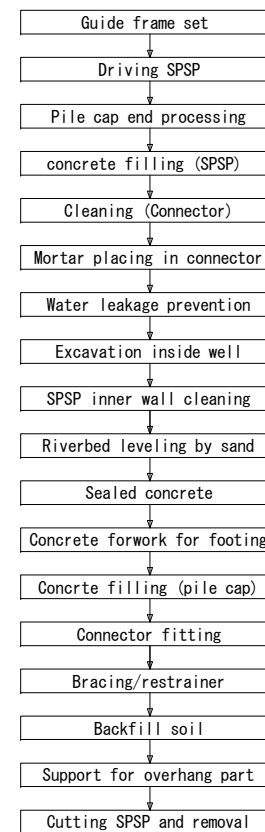 Guide frame set
Driving SPSP
Pile cap end processing
concrete filling (SPSP)
Cleaning (Connector)
Mortar placing in connector
Water leakage prevention
Excavation inside well
SPSP inner wall cleaning
Riverbed leveling by sand
Sealed concrete
Concrete forwork for footing
Concrte filling (pile cap)
Connector fitting
Bracing/restrainer
Backfill soil
Support for overhang part
Cutting SPSP and removal